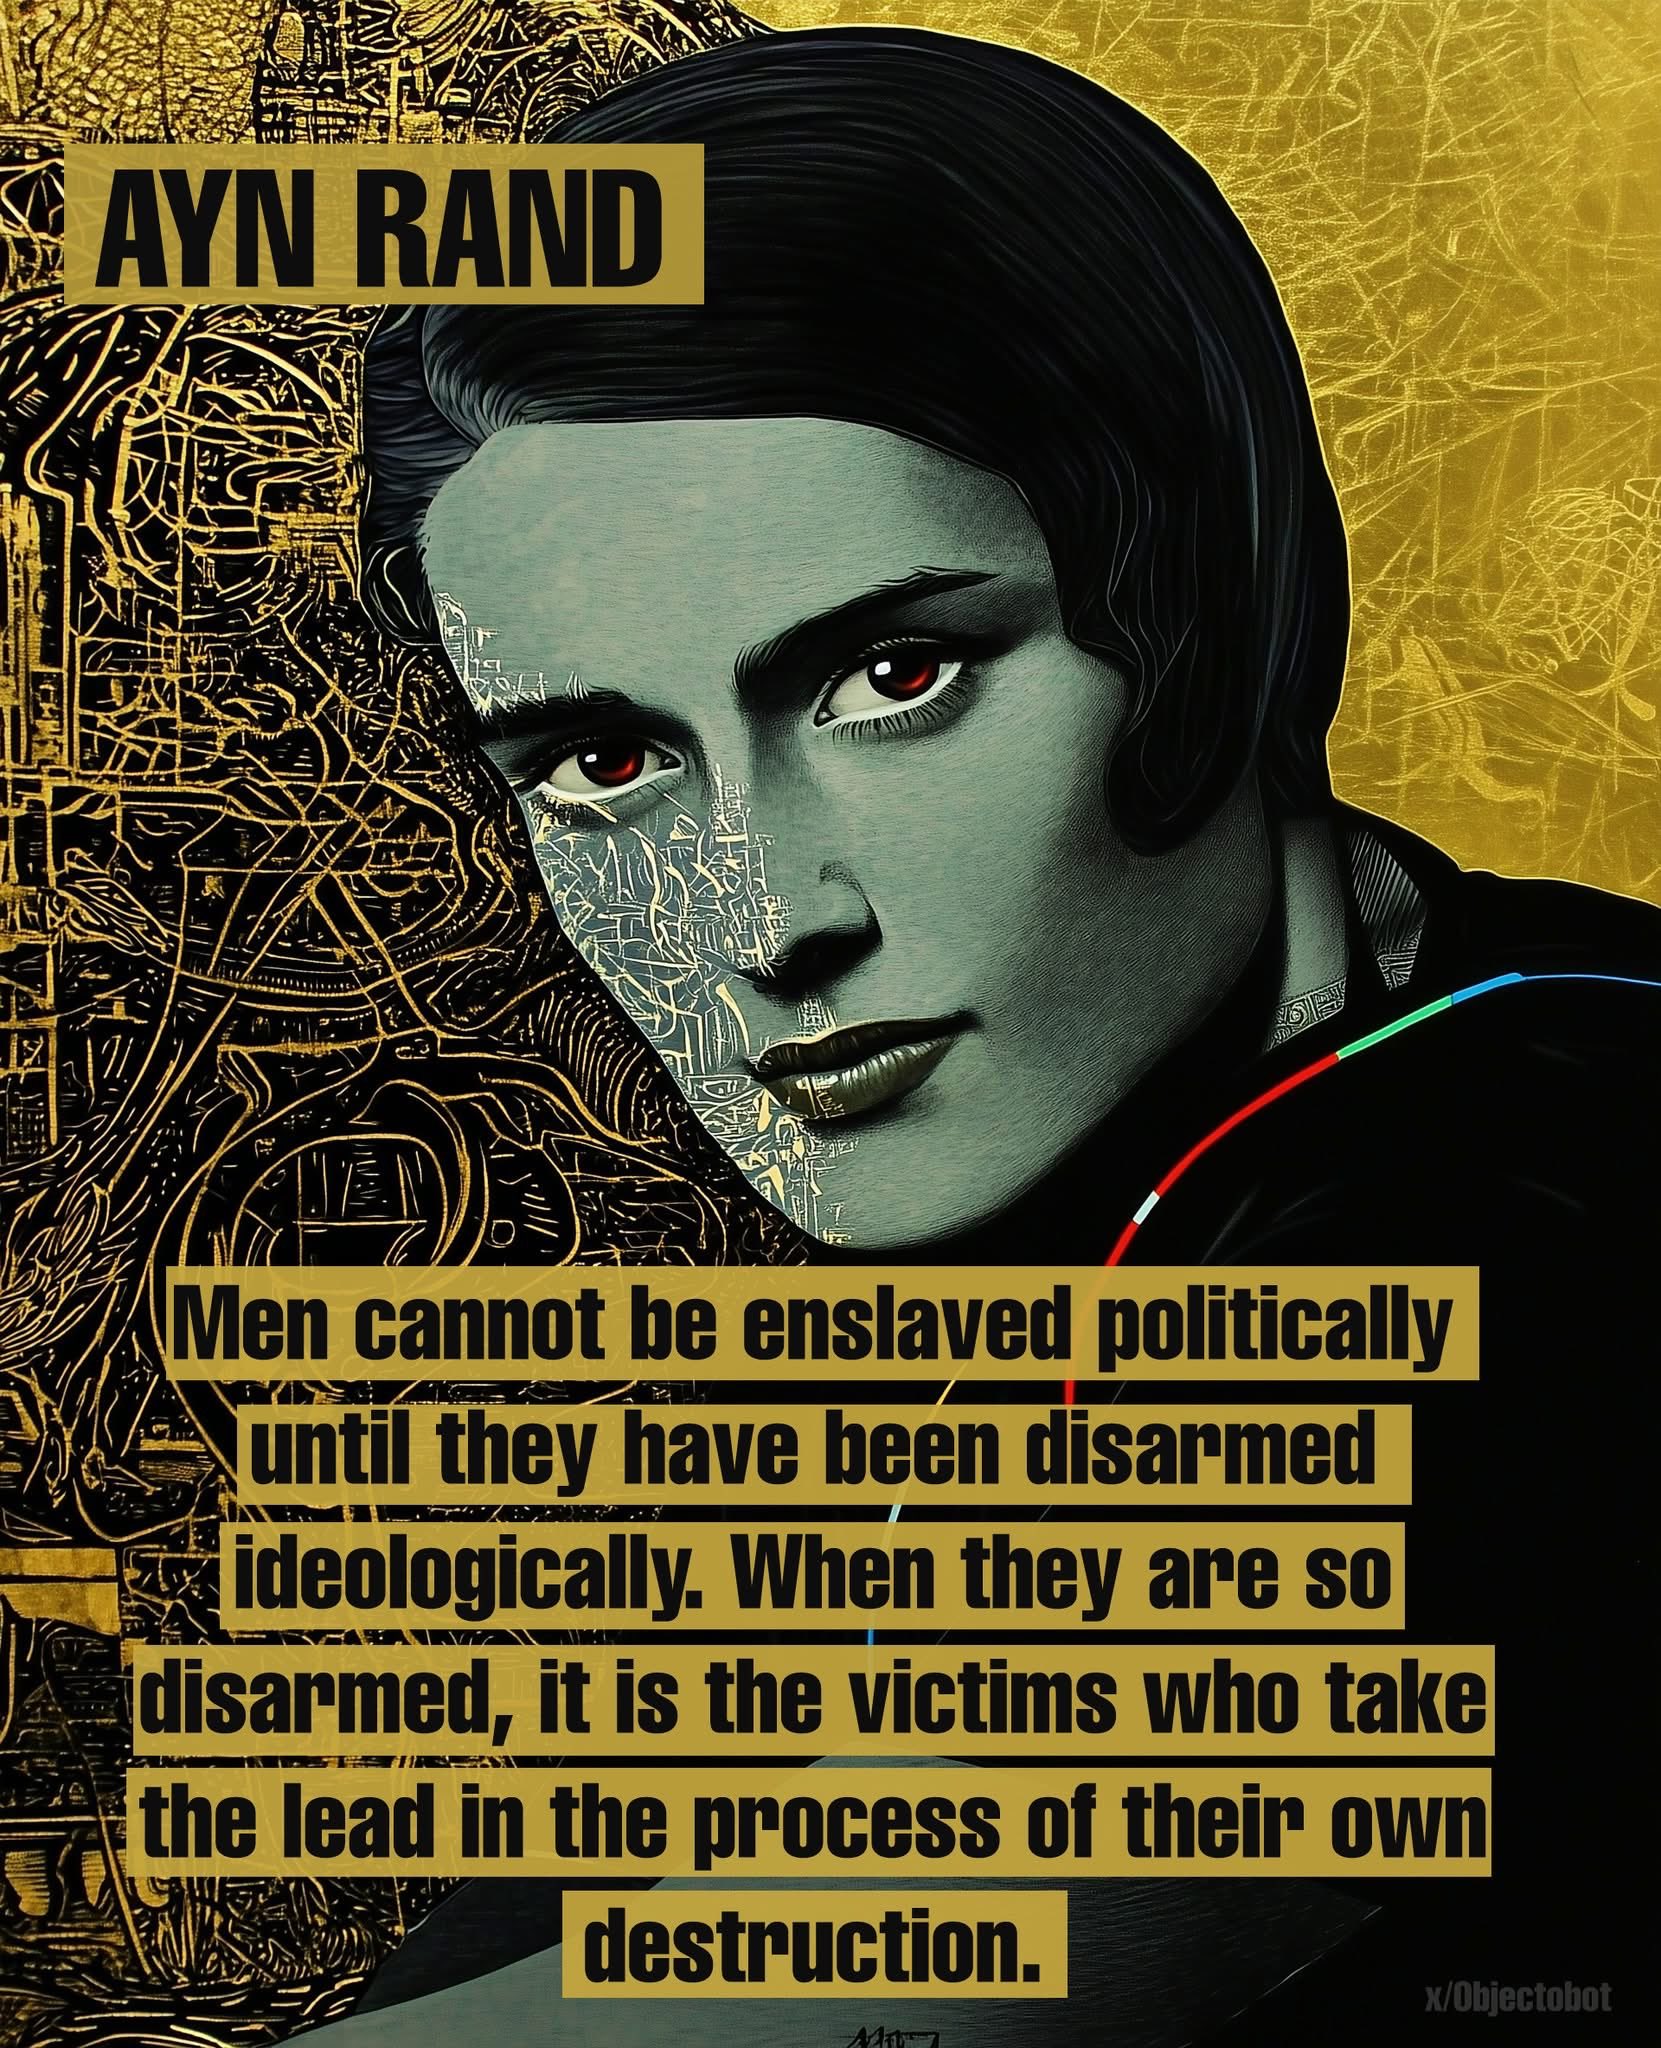 AYN RAND
Men cannot be enslaved politically
until they have been disarmed
ideologically. When they are so
disarmed, it is the victims who take
the lead in the process of their own
destruction.
x/Objectobot